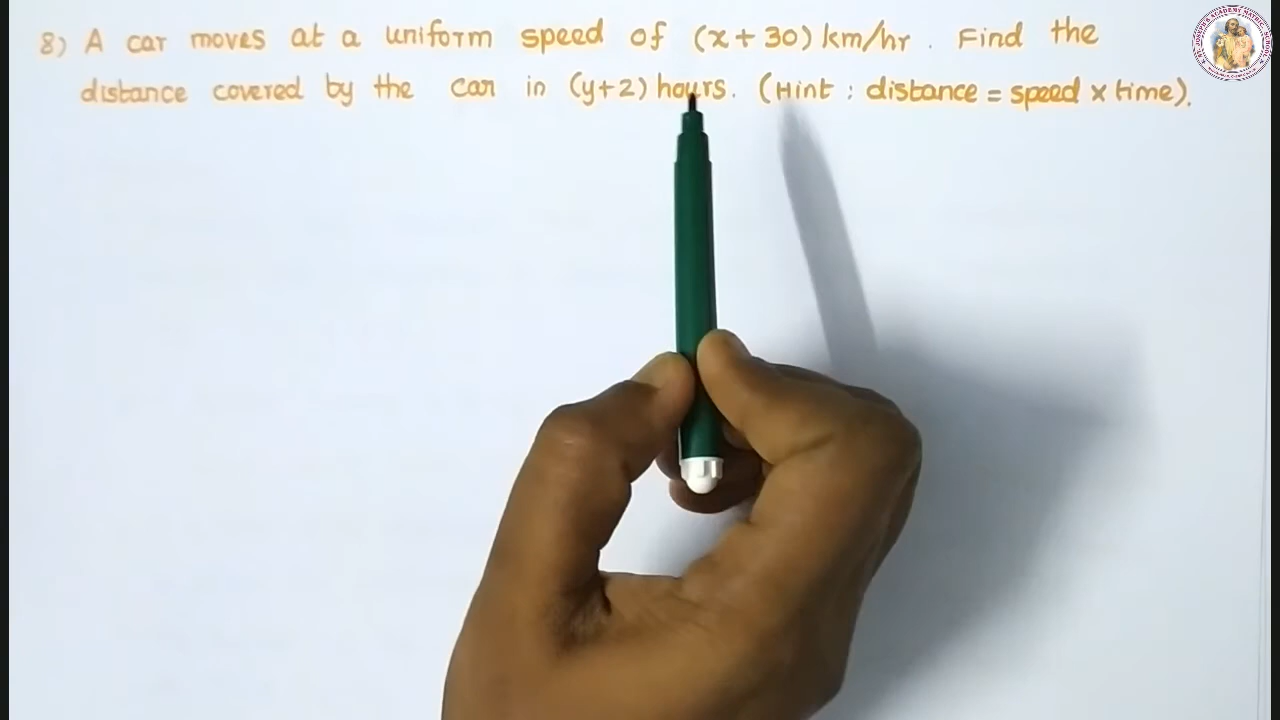 8) A car moves at a uniform speed of (x + 30) km/hr. Find the
distance covered by the car in (y+2) hours. (Hint : distance = speed × time).